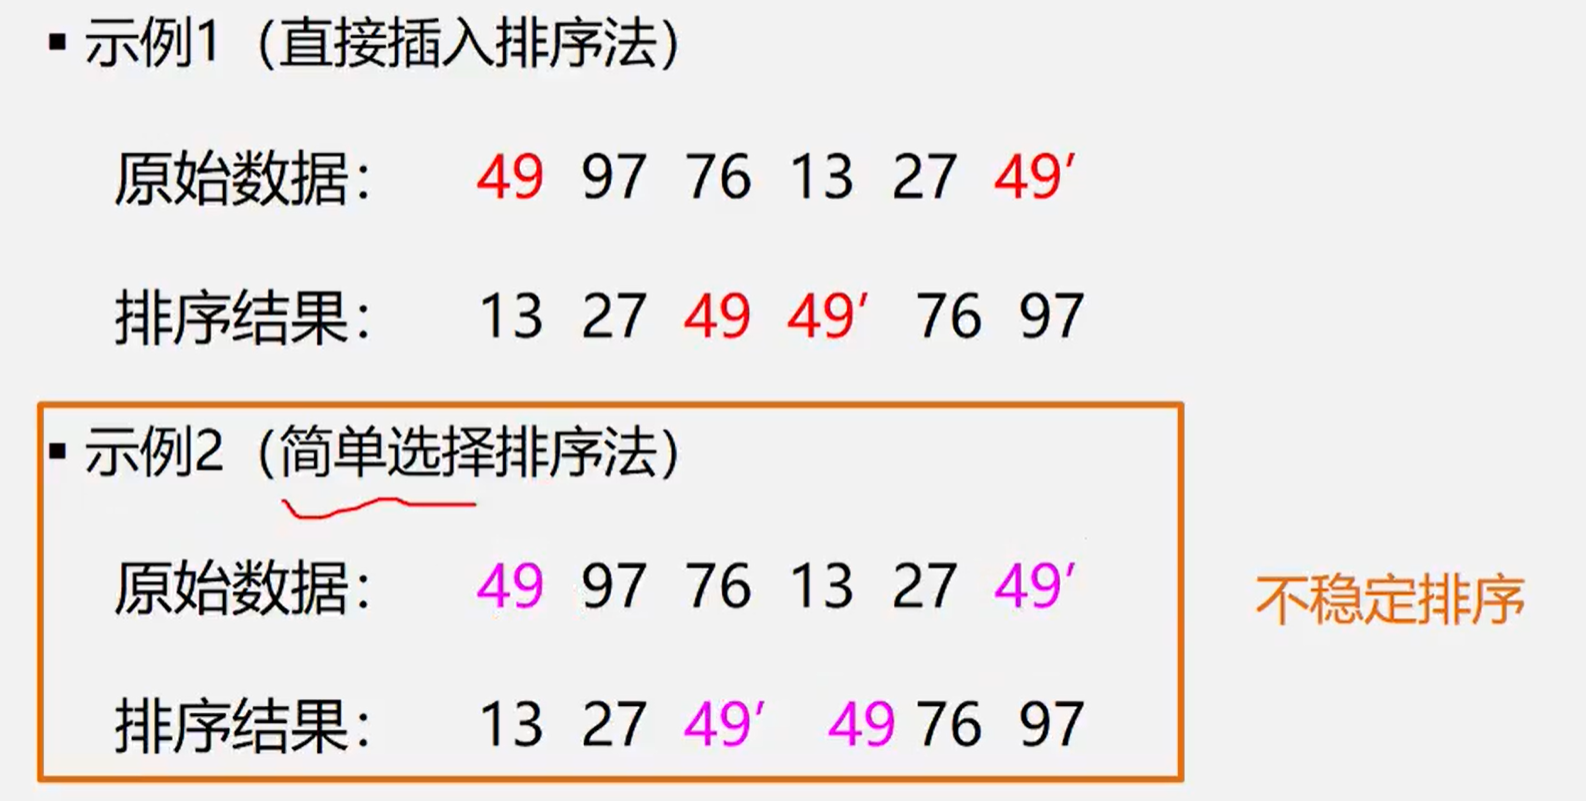 ▪ 示例1（直接插入排序法）
原始数据： 49 97 76 13 27 49′
排序结果： 13 27 49 49′ 76 97
▪ 示例2（简单选择排序法）
原始数据： 49 97 76 13 27 49′
不稳定排序
排序结果： 13 27 49′ 49 76 97